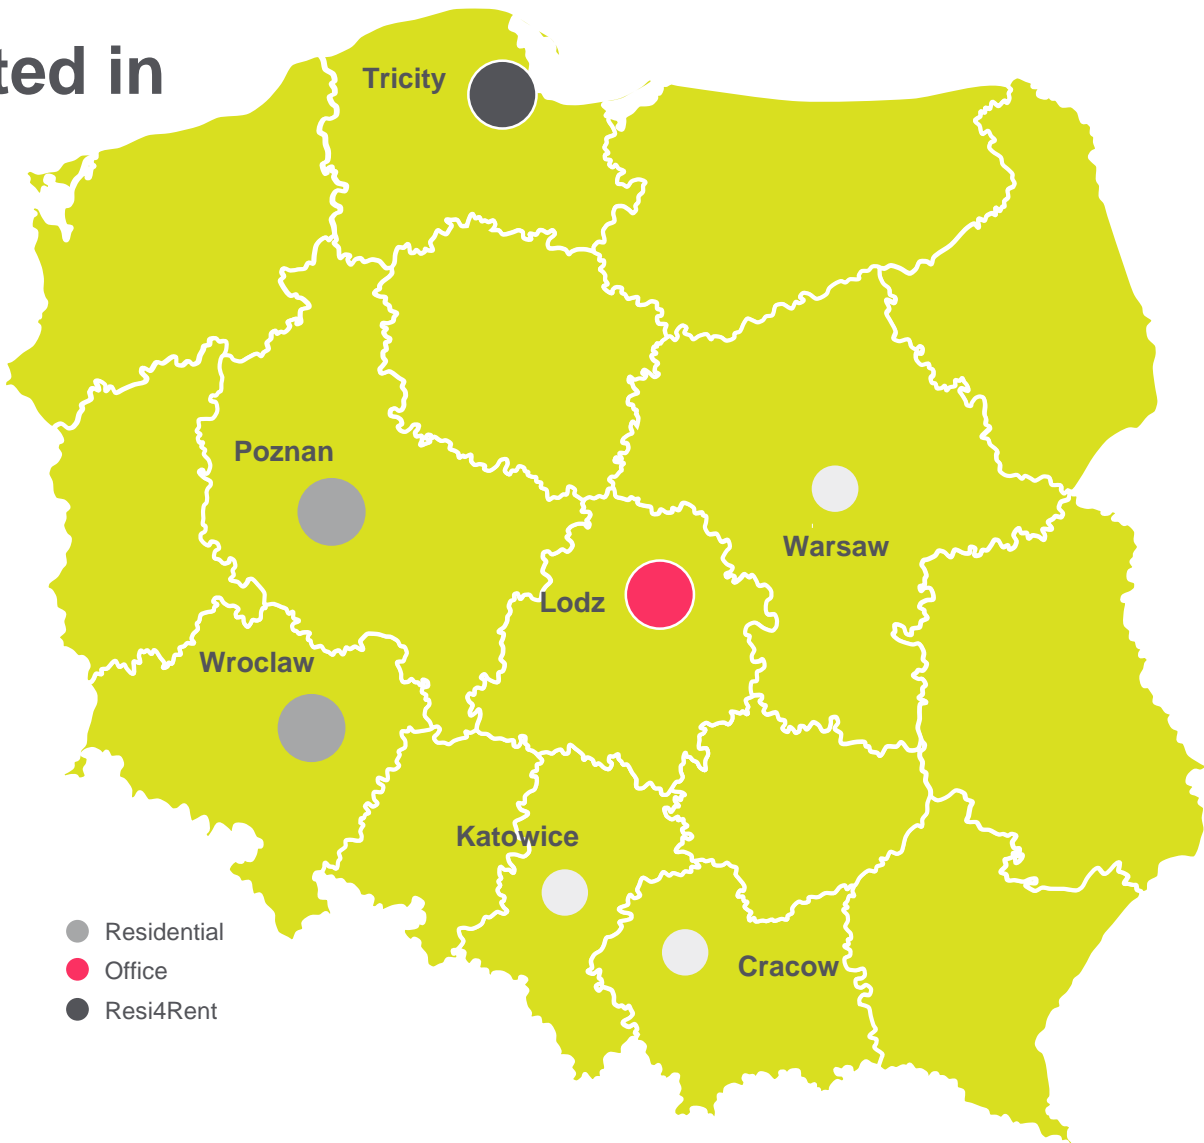 ted in
Tricity
Poznan
Warsaw
Lodz
Wroclaw
Katowice
Cracow
Residential
Office
Resi4Rent